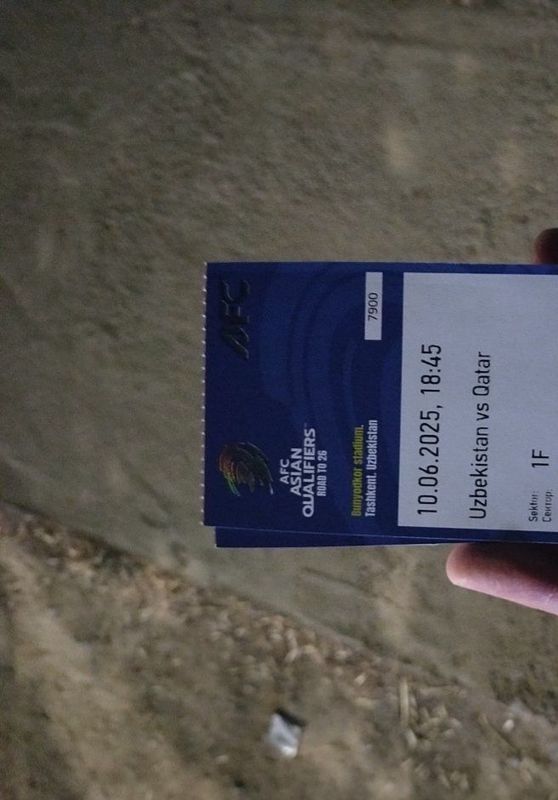 AFC
7900
AFC
ASIAN
QUALIFIERS
ROAD TO 26
Bunyodkor stadium,
Tashkent, Uzbekistan
10.06.2025, 18:45
Uzbekistan vs Qatar
Sektor:
Сектор:
1F